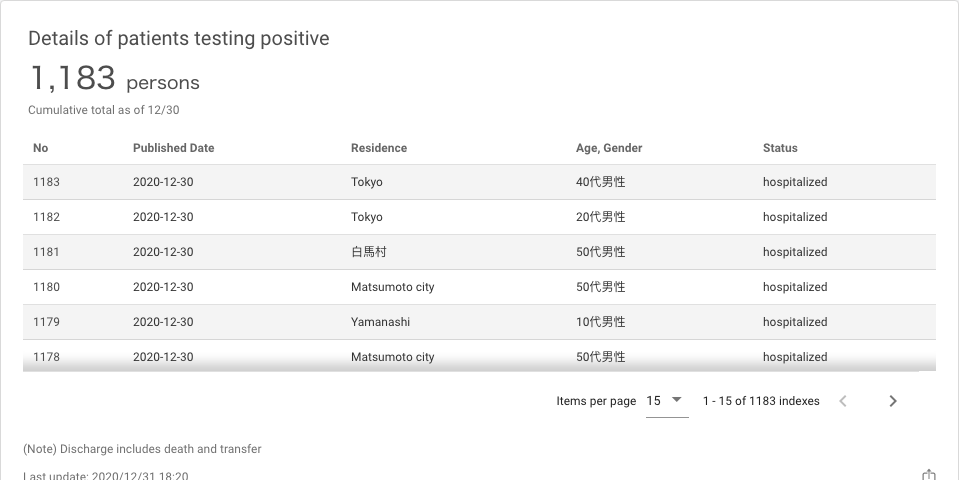 Details of patients testing positive
1,183 persons
Cumulative total as of 12/30
No Published Date Residence Age, Gender Status
1183 2020-12-30 Tokyo 40代男性 hospitalized
1182 2020-12-30 Tokyo 20代男性 hospitalized
1181 2020-12-30 白馬村 50代男性 hospitalized
1180 2020-12-30 Matsumoto city 50代男性 hospitalized
1179 2020-12-30 Yamanashi 10代男性 hospitalized
1178 2020-12-30 Matsumoto city 50代男性 hospitalized
Items per page 15 1 - 15 of 1183 indexes
(Note) Discharge includes death and transfer
Last update: 2020/12/31 18:20